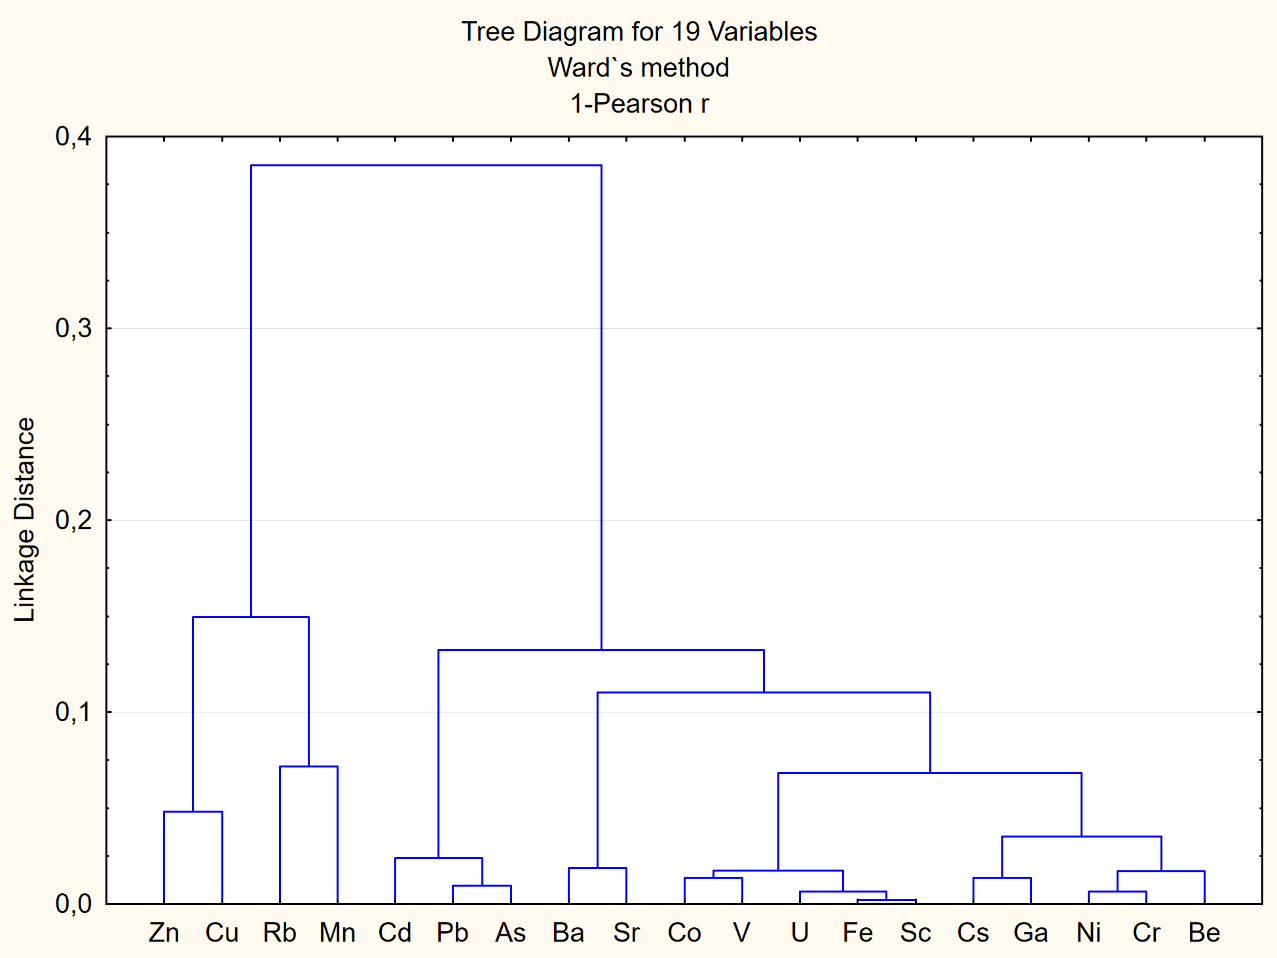 Tree Diagram for 19 Variables
Ward`s method
1-Pearson r
0,4
0,3
0,2
0,1
0,0
Linkage Distance
Zn Cu Rb Mn Cd Pb As Ba Sr Co V U Fe Sc Cs Ga Ni Cr Be